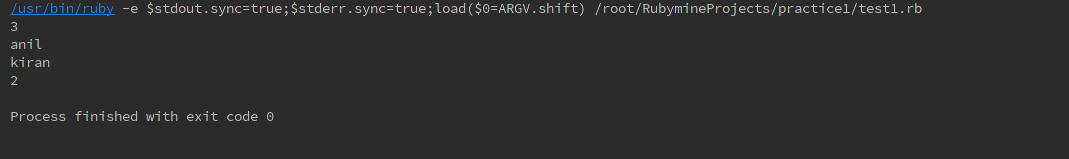 /usr/bin/ruby -e $stdout.sync=true;$stderr.sync=true;load($0=ARGV.shift) /root/RubymineProjects/practice1/test1.rb
3
anil
kiran
2
Process finished with exit code 0